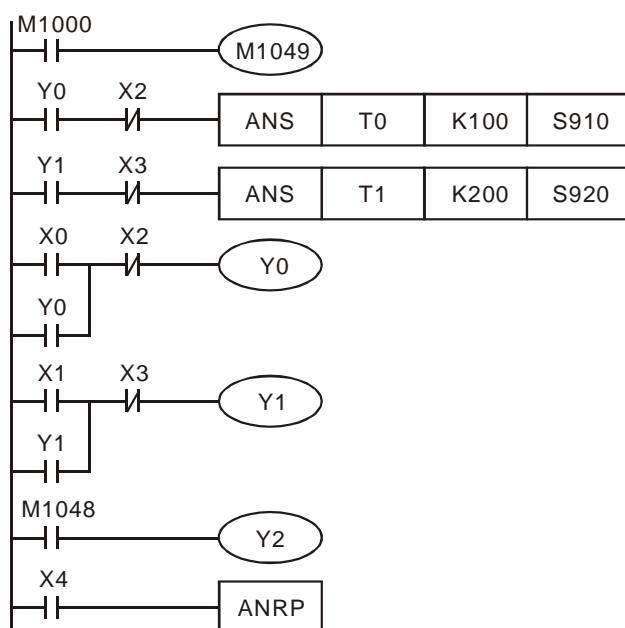 M1000
M1049
Y0 X2
ANS T0 K100 S910
Y1 X3
ANS T1 K200 S920
X0 X2
Y0
Y0
X1 X3
Y1
Y1
M1048
Y2
X4
ANRP